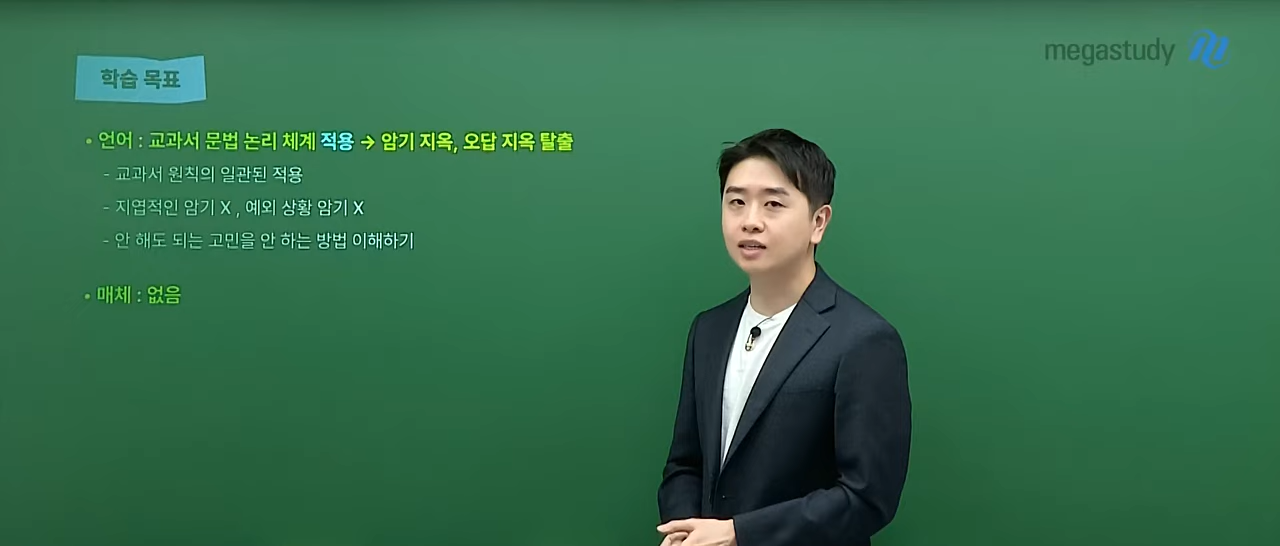 megastudy
학습 목표
• 언어 : 교과서 문법 논리 체계 적용 → 암기 지옥, 오답 지옥 탈출
- 교과서 원칙의 일관된 적용
- 지엽적인 암기 X , 예외 상황 암기 X
- 안 해도 되는 고민을 안 하는 방법 이해하기
• 매체 : 없음